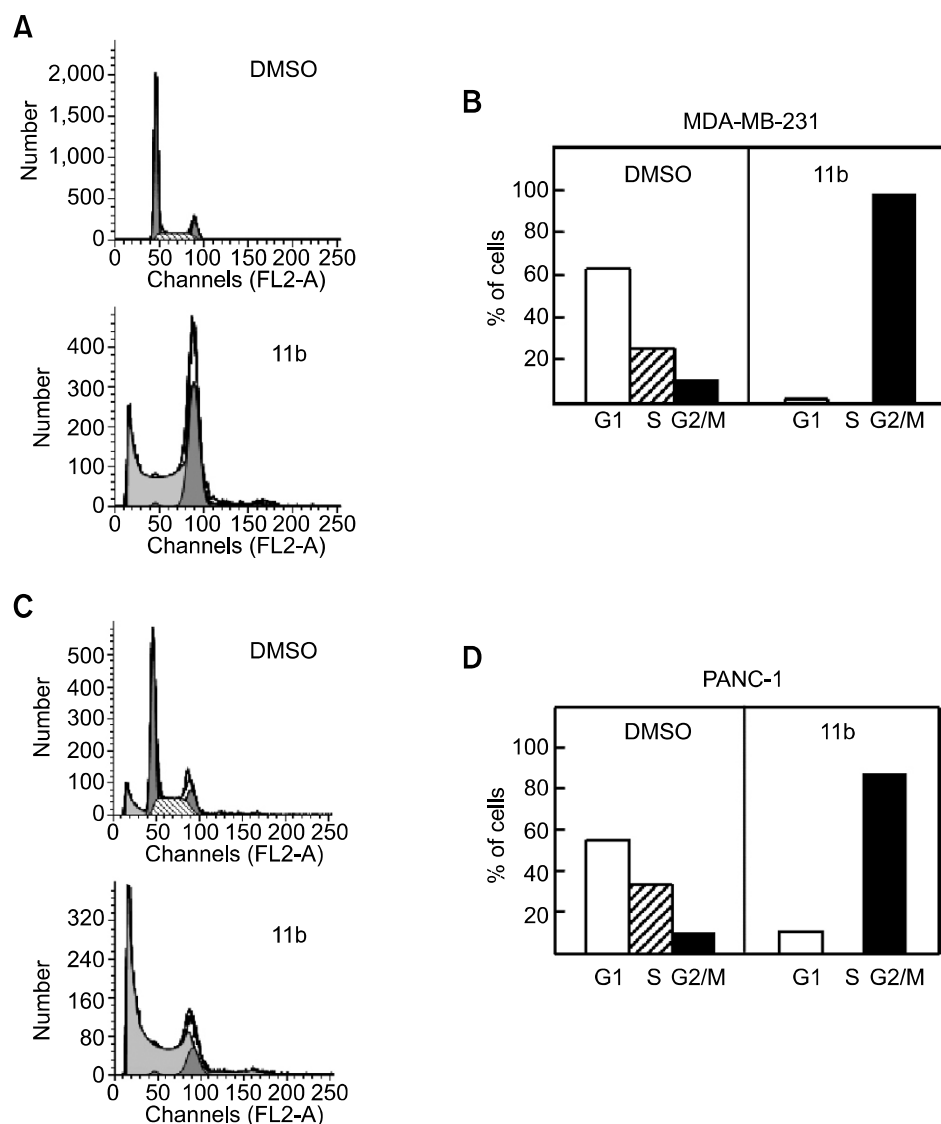 A
DMSO
2,000
1,500
1,000
500
0
Number
0 50 100 150 200 250
Channels (FL2-A)
11b
400
300
200
100
0
Number
0 50 100 150 200 250
Channels (FL2-A)
B
MDA-MB-231
DMSO 11b
100
80
60
40
20
% of cells
G1 S G2/M G1 S G2/M
C
DMSO
500
400
300
200
100
0
Number
0 50 100 150 200 250
Channels (FL2-A)
11b
320
240
160
80
0
Number
0 50 100 150 200 250
Channels (FL2-A)
D
PANC-1
DMSO 11b
100
80
60
40
20
% of cells
G1 S G2/M G1 S G2/M